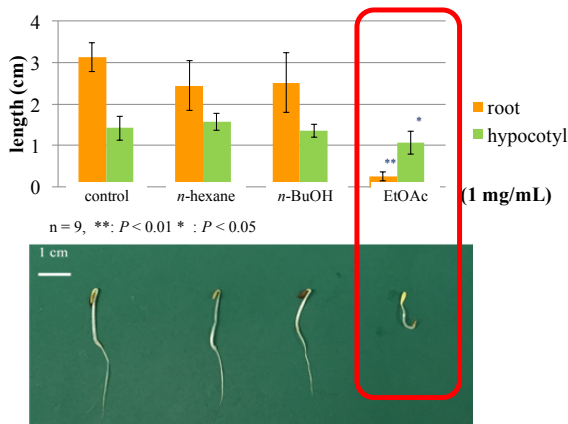 length (cm)
4
3
2
1
0
root
hypocotyl
*
**
control n-hexane n-BuOH EtOAc (1 mg/mL)
n = 9, **: P < 0.01 * : P < 0.05
1 cm